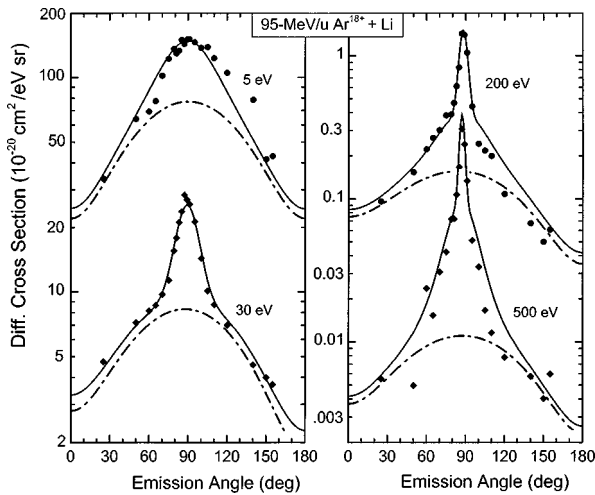 95-MeV/u Ar18+ + Li
Diff. Cross Section (10-20 cm2/eV sr)
200
100
50
20
10
5
2
5 eV
30 eV
0 30 60 90 120 150 180
Emission Angle (deg)
1
0.3
0.1
0.03
0.01
.003
200 eV
500 eV
0 30 60 90 120 150 180
Emission Angle (deg)